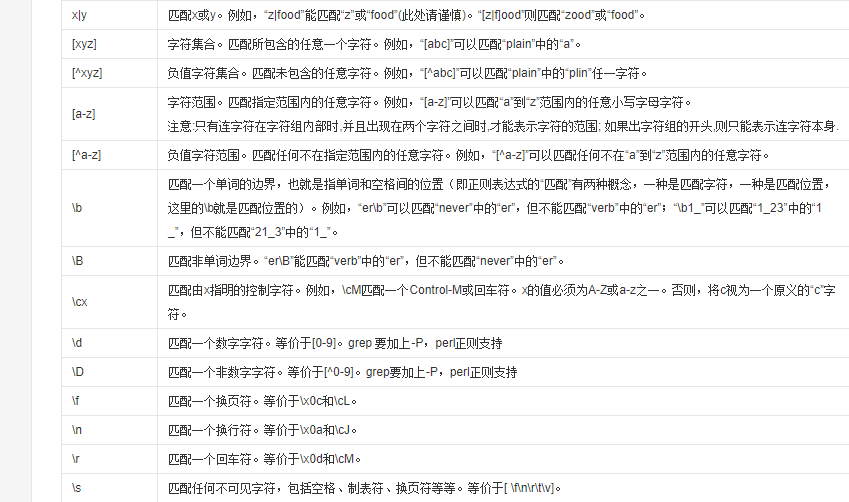 x|y 匹配x或y。例如，“z|food”能匹配“z”或“food”(此处请谨慎)。“[z|f]ood”则匹配“zood”或“food”。
[xyz] 字符集合。匹配所包含的任意一个字符。例如，“[abc]”可以匹配“plain”中的“a”。
[^xyz] 负值字符集合。匹配未包含的任意字符。例如，“[^abc]”可以匹配“plain”中的“plin”任一字符。
[a-z] 字符范围。匹配指定范围内的任意字符。例如，“[a-z]”可以匹配“a”到“z”范围内的任意小写字母字符。
注意:只有连字符在字符组内部时,并且出现在两个字符之间时,才能表示字符的范围; 如果出字符组的开头,则只能表示连字符本身.
[^a-z] 负值字符范围。匹配任何不在指定范围内的任意字符。例如，“[^a-z]”可以匹配任何不在“a”到“z”范围内的任意字符。
\b 匹配一个单词的边界，也就是指单词和空格间的位置（即正则表达式的“匹配”有两种概念，一种是匹配字符，一种是匹配位置，
这里的\b就是匹配位置的）。例如，“er\b”可以匹配“never”中的“er”，但不能匹配“verb”中的“er”；“\b1_”可以匹配“1_23”中的“1
_”，但不能匹配“21_3”中的“1_”。
\B 匹配非单词边界。“er\B”能匹配“verb”中的“er”，但不能匹配“never”中的“er”。
\cx 匹配由x指明的控制字符。例如，\cM匹配一个Control-M或回车符。x的值必须为A-Z或a-z之一。否则，将c视为一个原义的“c”字
符。
\d 匹配一个数字字符。等价于[0-9]。grep 要加上-P，perl正则支持
\D 匹配一个非数字字符。等价于[^0-9]。grep要加上-P，perl正则支持
\f 匹配一个换页符。等价于\x0c和\cL。
\n 匹配一个换行符。等价于\x0a和\cJ。
\r 匹配一个回车符。等价于\x0d和\cM。
\s 匹配任何不可见字符，包括空格、制表符、换页符等等。等价于[ \f\n\r\t\v]。